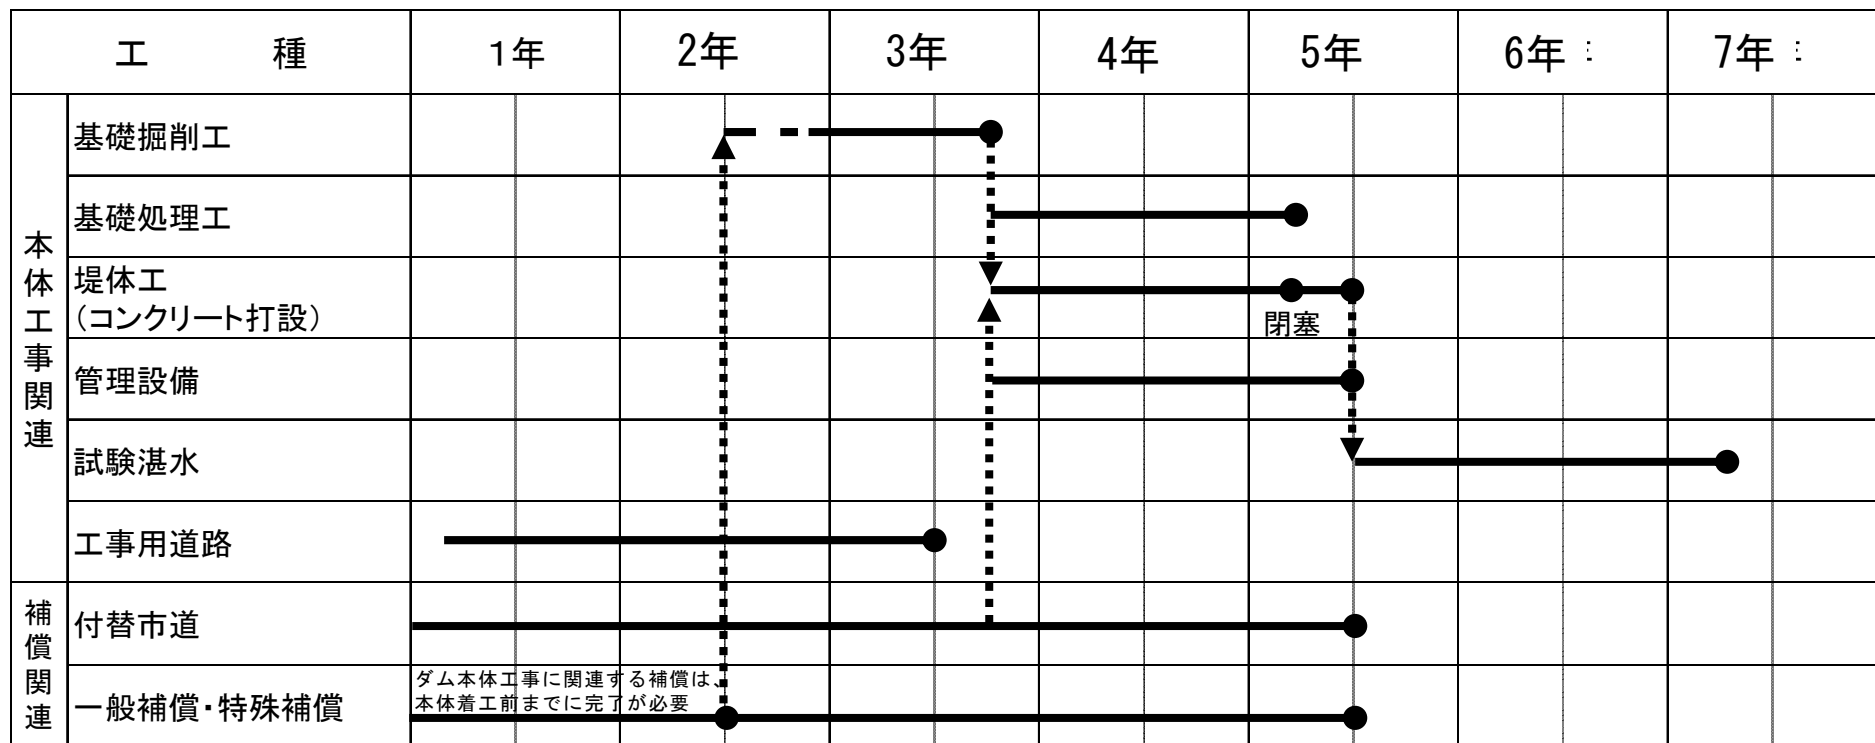 工種 1年 2年 3年 4年 5年 6年 7年
本体工事関連
基礎掘削工
基礎処理工
堤体工
（コンクリート打設）
閉塞
管理設備
試験湛水
工事用道路
補償関連
付替市道
一般補償・特殊補償
ダム本体工事に関連する補償は、
本体着工前までに完了が必要